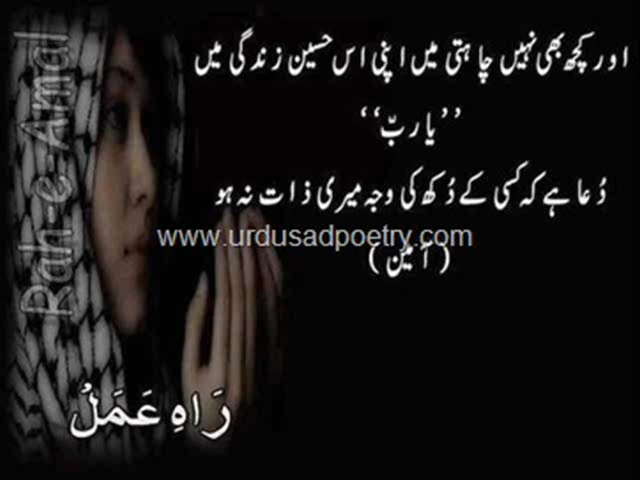 اور کچھ بھی نہیں چاہتی میں اپنی اس حسین زندگی میں
’’یا ربّ‘‘
دُعا ہے کہ کسی کے دُکھ کی وجہ میری ذات نہ ہو
www.urdusadpoetry.com
(آمین)
Rah-e-Amal
رَاہِ عَمَلْ